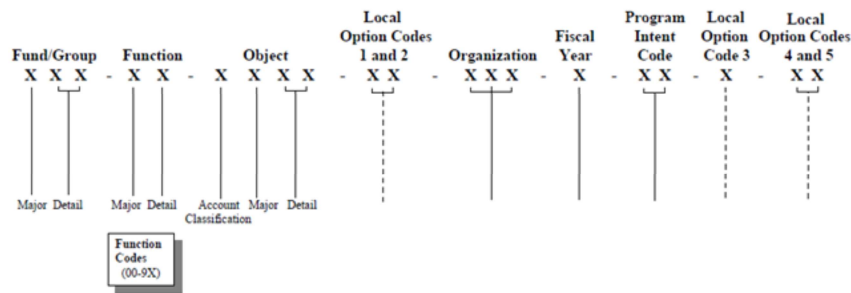 Local Program Local Local
Option Codes Fiscal Intent Option Option Codes
Fund/Group Function Object 1 and 2 Organization Year Code Code 3 4 and 5
X X X - X X - X X X X - X X - X X X - X - X X - X - X X
Major Detail Major Detail Account Major Detail
Classification
Function
Codes
(00-9X)